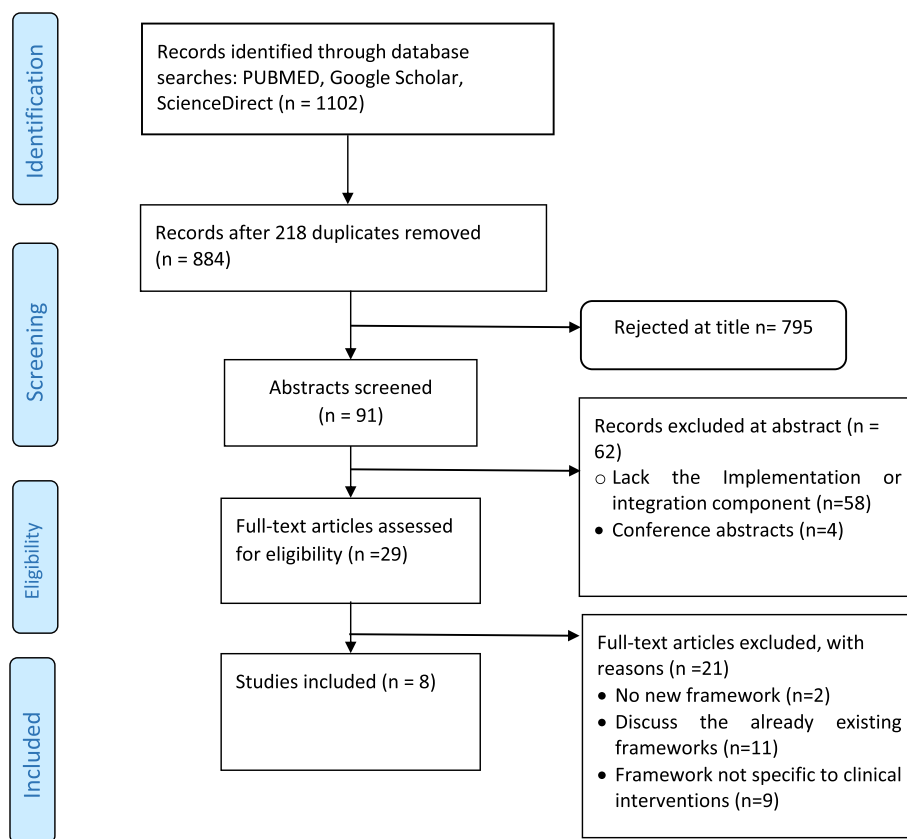 Identification
Records identified through database
searches: PUBMED, Google Scholar,
ScienceDirect (n = 1102)
Records after 218 duplicates removed
(n = 884)
Screening
Rejected at title n= 795
Abstracts screened
(n = 91)
Records excluded at abstract (n =
62)
○ Lack the Implementation or
integration component (n=58)
• Conference abstracts (n=4)
Eligibility
Full-text articles assessed
for eligibility (n =29)
Full-text articles excluded, with
reasons (n =21)
• No new framework (n=2)
• Discuss the already existing
frameworks (n=11)
• Framework not specific to clinical
interventions (n=9)
Included
Studies included (n = 8)